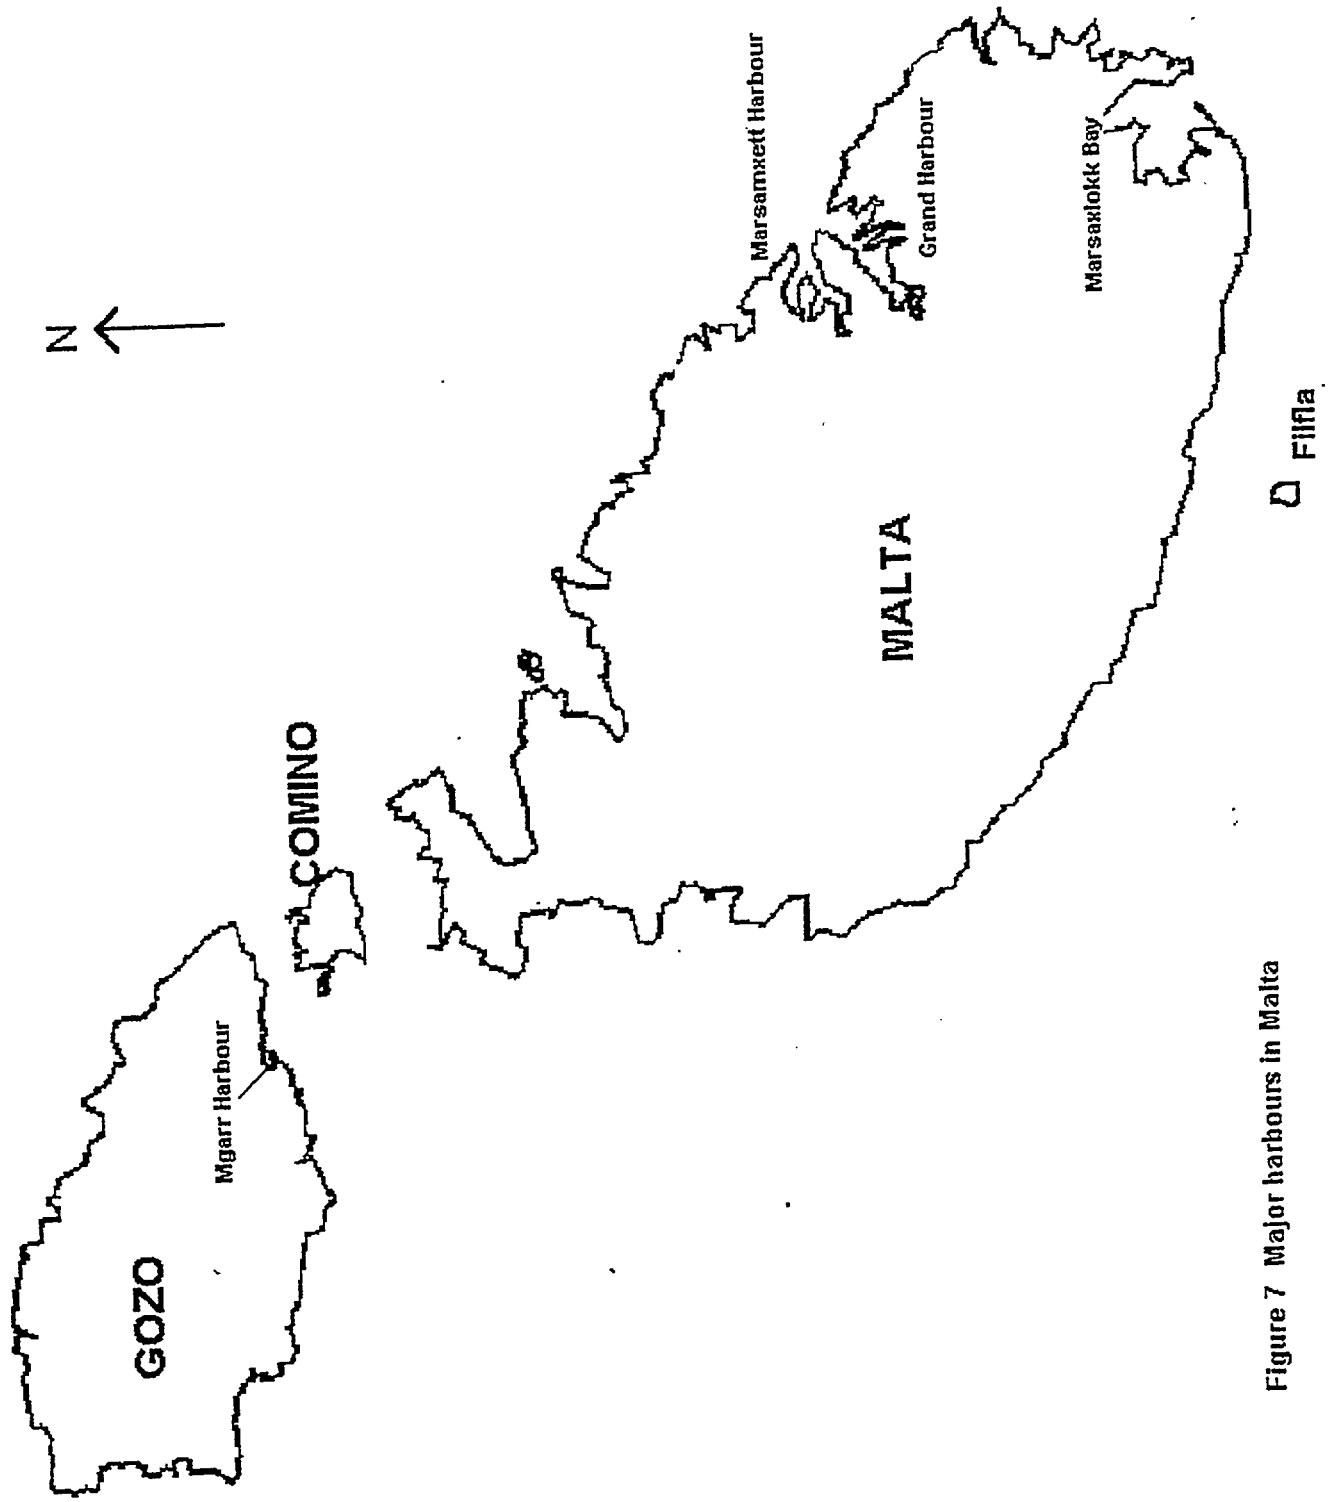 N
Marsamxett Harbour
Grand Harbour
Marsaxlokk Bay
COMINO
MALTA
Filfla
Mgarr Harbour
GOZO
Figure 7 Major harbours in Malta